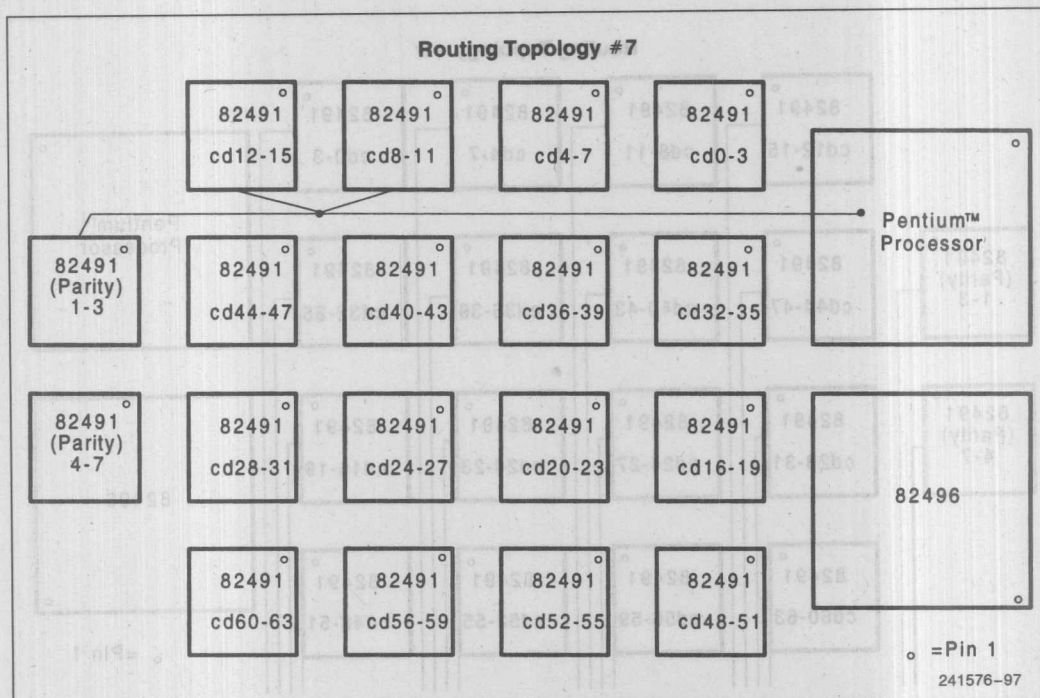 Routing Topology #7
82491
cd12-15
82491
cd8-11
82491
cd4-7
82491
cd0-3
Pentium™
Processor
82491
(Parity)
1-3
82491
cd44-47
82491
cd40-43
82491
cd36-39
82491
cd32-35
82491
(Parity)
4-7
82491
cd28-31
82491
cd24-27
82491
cd20-23
82491
cd16-19
82496
82491
cd60-63
82491
cd56-59
82491
cd52-55
82491
cd48-51
=Pin 1
241576-97